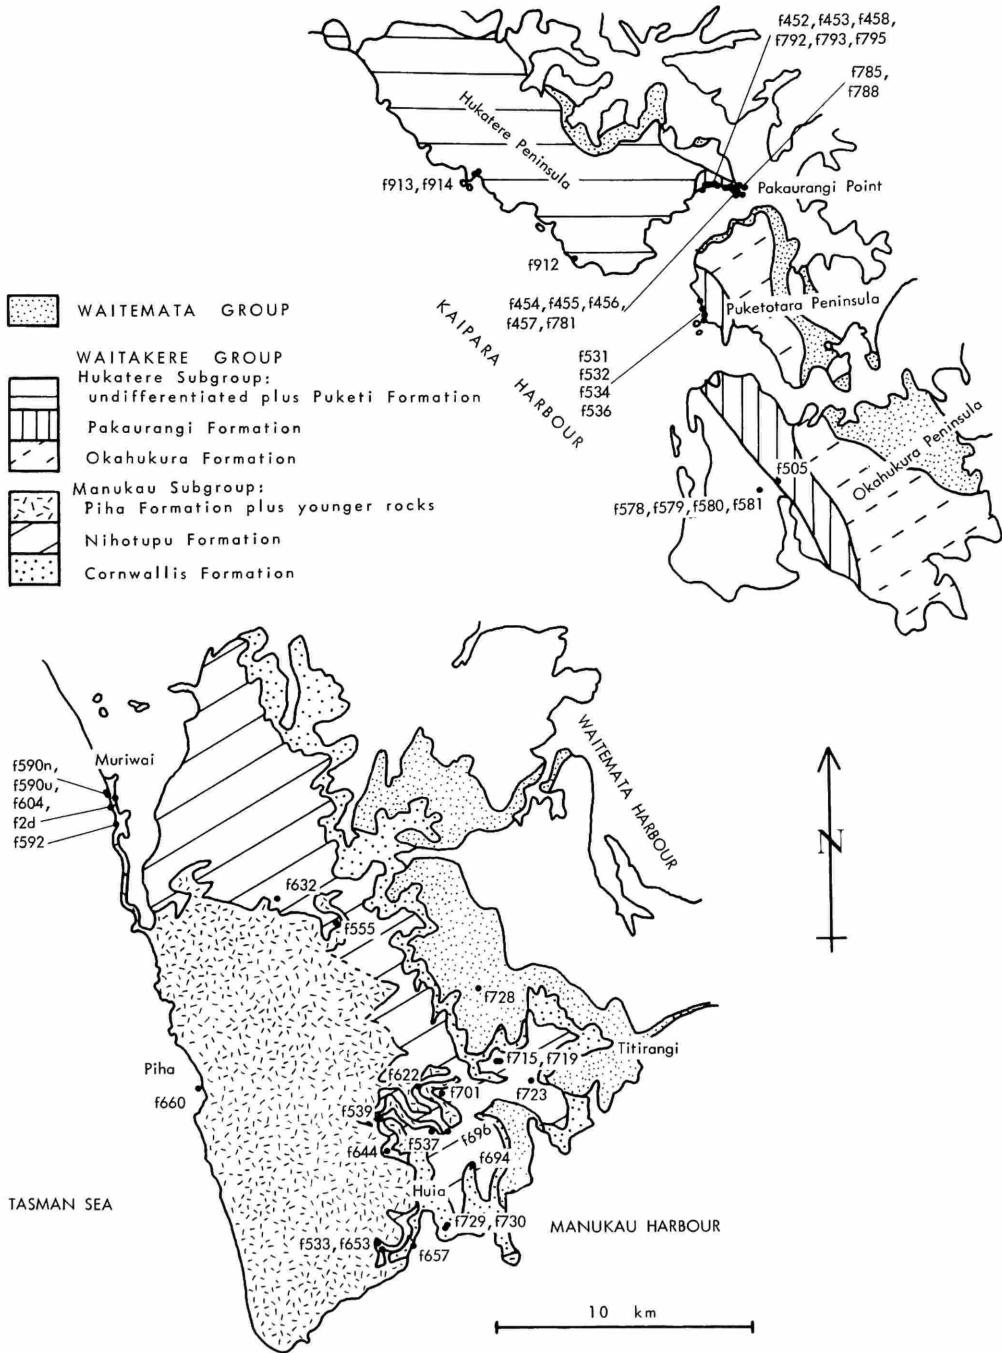 f452, f453, f458,
f792, f793, f795
f785,
f788
Hukatere Peninsula
f913, f914
Pakaurangi Point
f912
f454, f455, f456,
f457, f781
Puketotara Peninsula
KAIPARA HARBOUR
f531
f532
f534
f536
WAITEMATA GROUP
WAITAKERE GROUP
Hukatere Subgroup:
undifferentiated plus Puketi Formation
Pakaurangi Formation
Okahukura Formation
Manukau Subgroup:
Piha Formation plus younger rocks
Nihotupu Formation
Cornwallis Formation
Okahukura Peninsula
f505
f578, f579, f580, f581
Muriwai
f590n,
f590u,
f604,
f2d
f592
WAITEMATA HARBOUR
N
f632
f555
f728
Titirangi
f715, f719
Piha
f622
f701
f723
f660
f539
f537
f696
f644
f694
Huia
TASMAN SEA
f729, f730
MANUKAU HARBOUR
f533, f653
f657
10 km